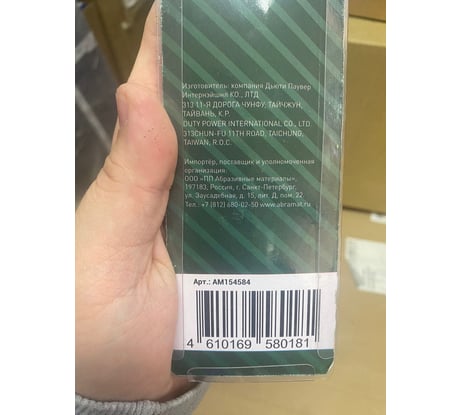 Изготовитель: компания Дьюти Пауэр
Интернэйшнл КО., ЛТД
313 11-Я ДОРОГА ЧУНФУ, ТАЙЧЖУН,
ТАЙВАНЬ, К.Р.
DUTY POWER INTERNATIONAL CO., LTD.
313CHUN-FU 11TH ROAD, TAICHUNG,
TAIWAN, R.O.C.
Импортёр, поставщик и уполномоченная
организация:
ООО «ПП Абразивные материалы»,
197183, Россия, г. Санкт-Петербург,
ул. Заусадебная, д. 15, лит. Д, пом. 22
Тел.: +7 (812) 680-02-50 www.abramat.ru
Арт.: AM154584
4 610169 580181